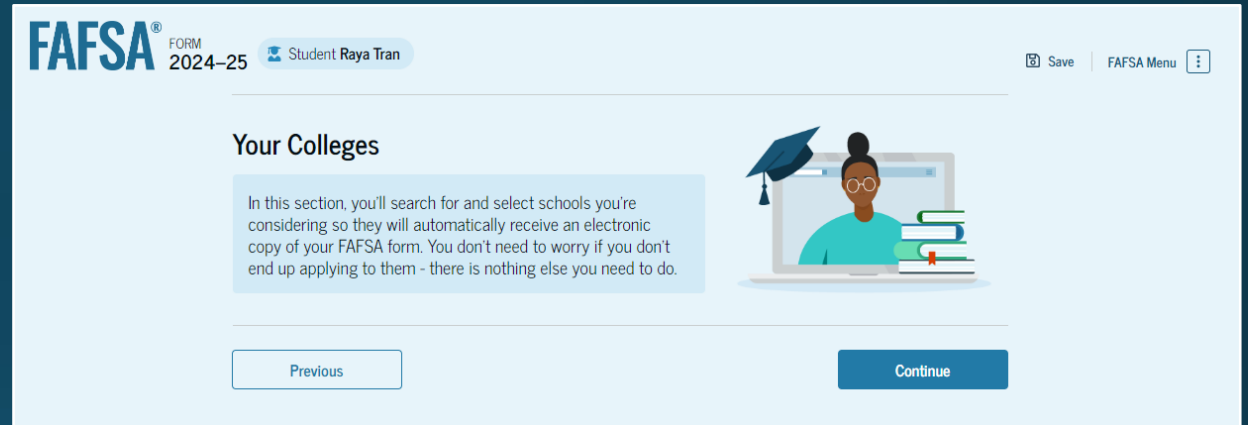 FAFSA®
FORM
2024–25
Student Raya Tran
Save
FAFSA Menu
Your Colleges
In this section, you'll search for and select schools you're
considering so they will automatically receive an electronic
copy of your FAFSA form. You don't need to worry if you don't
end up applying to them - there is nothing else you need to do.
Previous
Continue